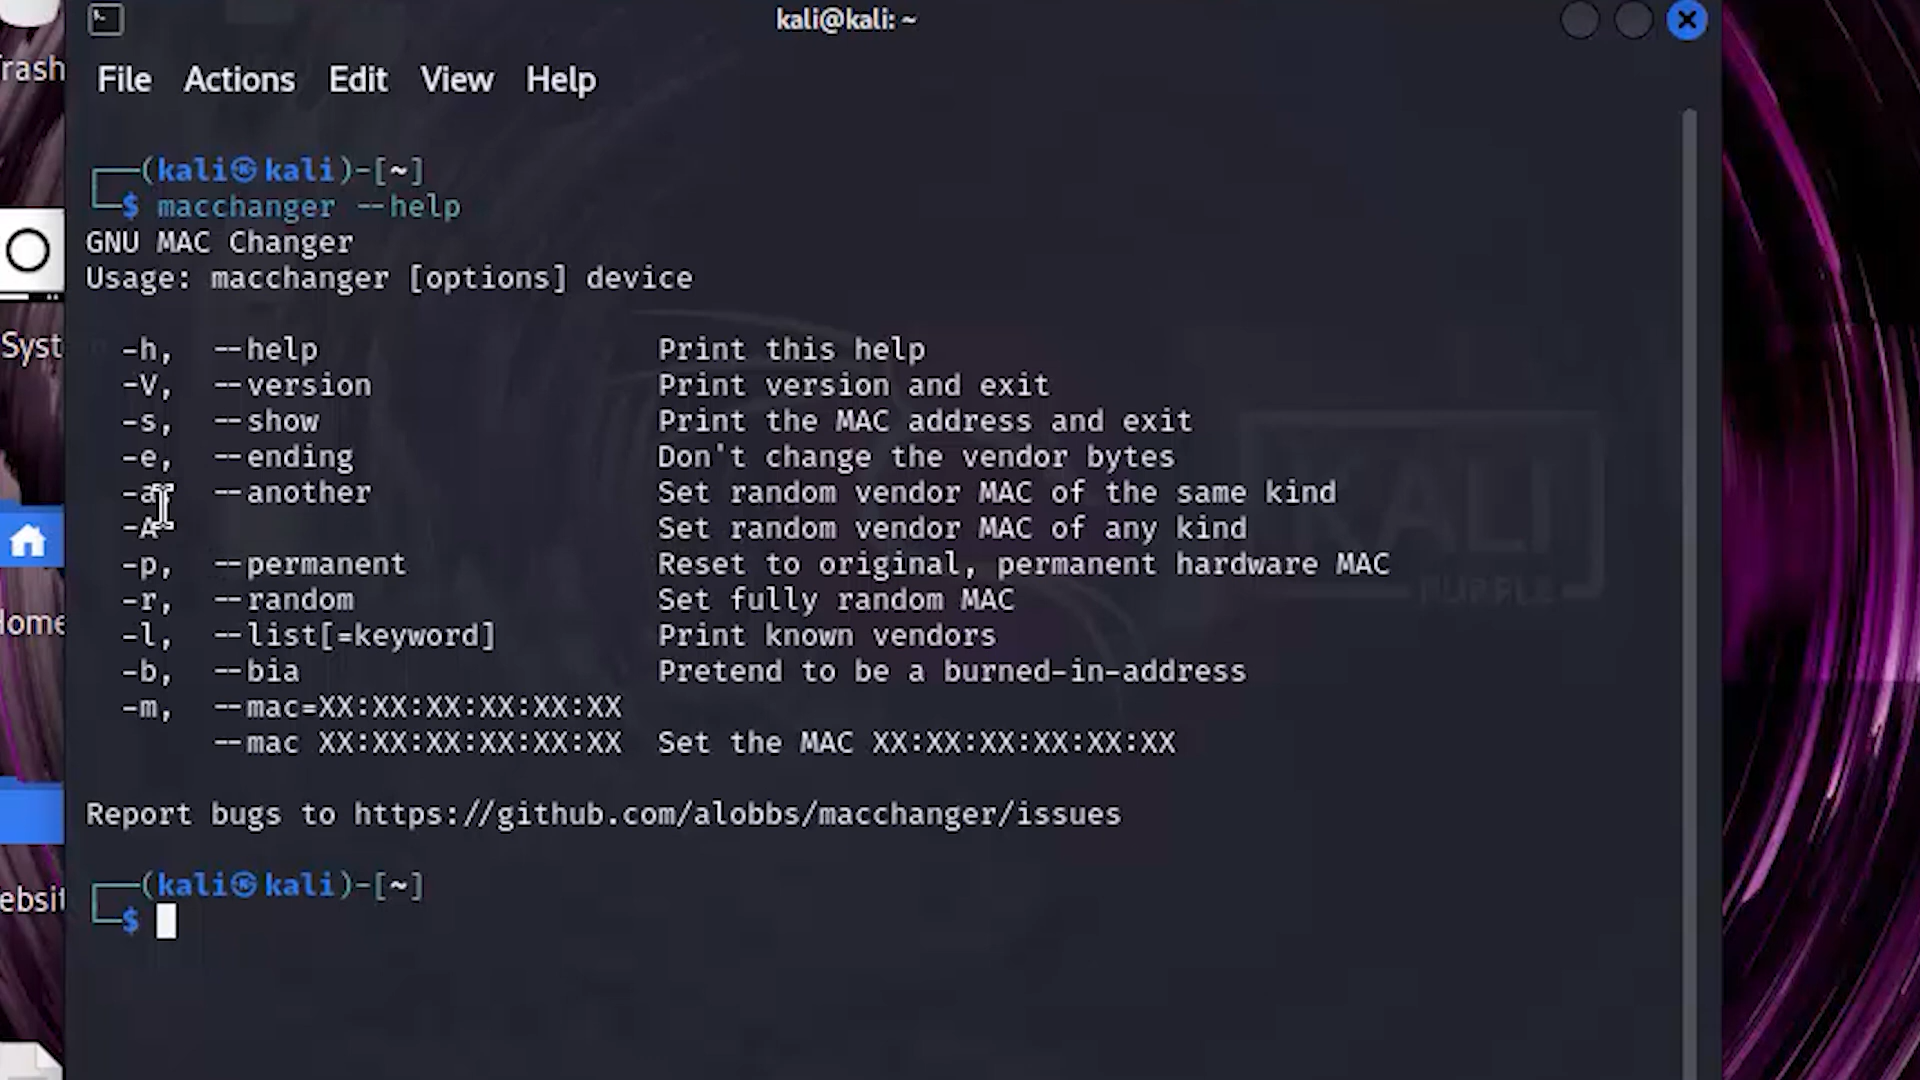 kali@kali: ~
File Actions Edit View Help
┌──(kali㉿kali)-[~]
└─$ macchanger --help
GNU MAC Changer
Usage: macchanger [options] device
-h, --help Print this help
-V, --version Print version and exit
-s, --show Print the MAC address and exit
-e, --ending Don't change the vendor bytes
-a, --another Set random vendor MAC of the same kind
-A Set random vendor MAC of any kind
-p, --permanent Reset to original, permanent hardware MAC
-r, --random Set fully random MAC
-l, --list[=keyword] Print known vendors
-b, --bia Pretend to be a burned-in-address
-m, --mac=XX:XX:XX:XX:XX:XX
--mac XX:XX:XX:XX:XX:XX Set the MAC XX:XX:XX:XX:XX:XX
Report bugs to https://github.com/alobbs/macchanger/issues
┌──(kali㉿kali)-[~]
└─$
rash
Syst
Home
ebsit
KALI
PURPLE